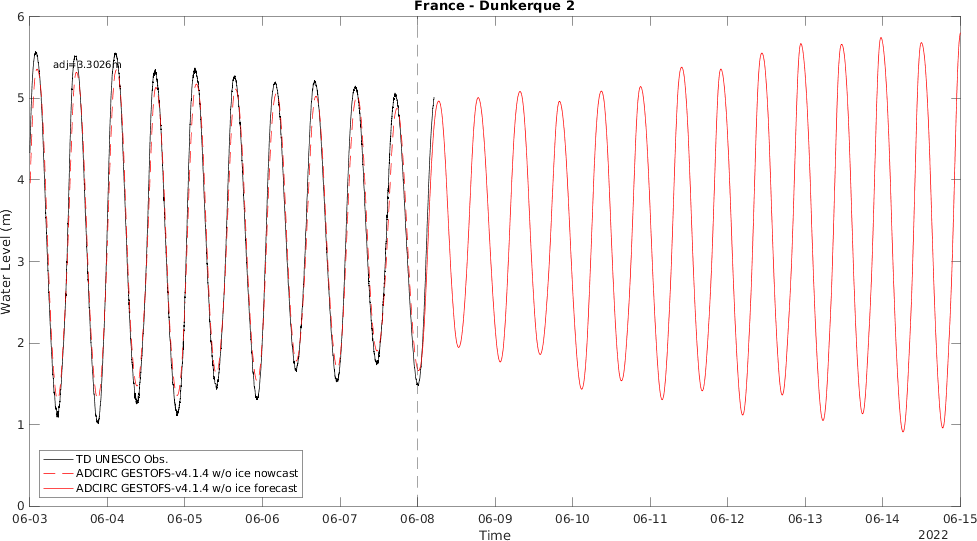 France - Dunkerque 2
adj=3.3026m
Water Level (m)
6
5
4
3
2
1
0
TD UNESCO Obs.
ADCIRC GESTOFS-v4.1.4 w/o ice nowcast
ADCIRC GESTOFS-v4.1.4 w/o ice forecast
06-03 06-04 06-05 06-06 06-07 06-08 06-09 06-10 06-11 06-12 06-13 06-14 06-15
Time
2022